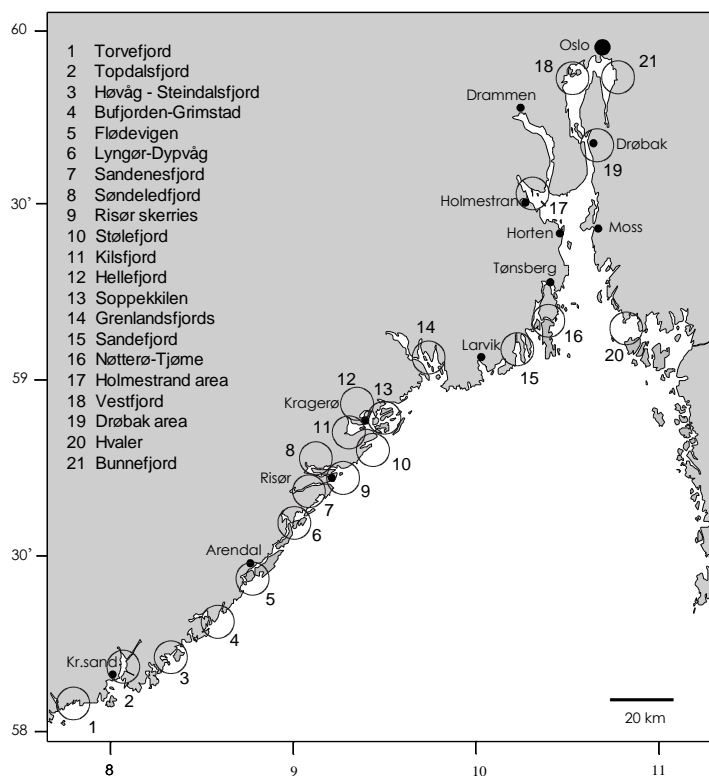 60
1 Torvefjord
2 Topdalsfjord
3 Høvåg - Steindalsfjord
4 Bufjorden-Grimstad
5 Flødevigen
6 Lyngør-Dypvåg
7 Sandenesfjord
8 Søndeledfjord
9 Risør skerries
10 Stølefjord
11 Kilsfjord
12 Hellefjord
13 Soppekkilen
14 Grenlandsfjords
15 Sandefjord
16 Nøtterø-Tjøme
17 Holmestrand area
18 Vestfjord
19 Drøbak area
20 Hvaler
21 Bunnefjord
Oslo
18
21
Drammen
Drøbak
19
30'
Holmestrand
17
Horten
Moss
Tønsberg
14
Larvik
16
20
15
59
12
13
Kragerø
11
10
8
Risør
9
7
6
30'
Arendal
5
4
Kr.sand
3
2
1
58
20 km
8
9
10
11